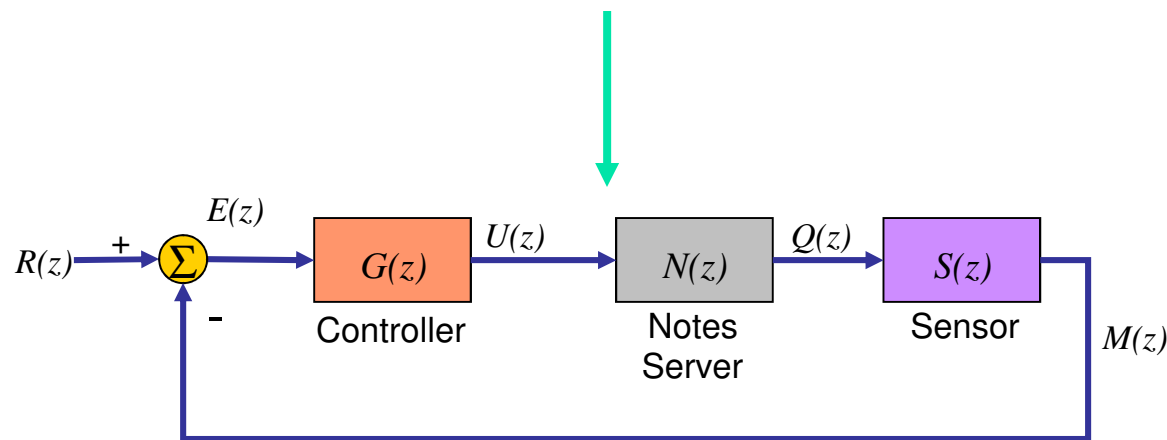 E(z)
U(z)
Q(z)
R(z)
+
Σ
G(z)
N(z)
S(z)
-
Controller
Notes
Server
Sensor
M(z)